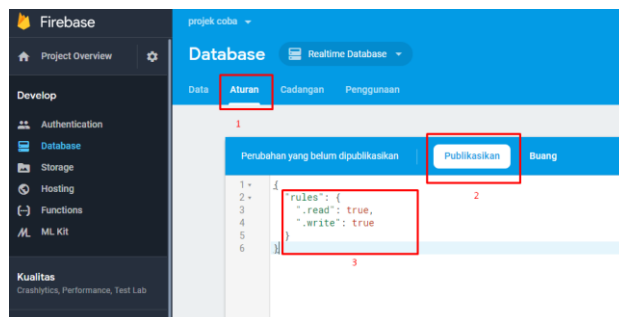 Firebase
projek coba
Project Overview
Database
Realtime Database
Develop
Data
Aturan
Cadangan
Penggunaan
1
Authentication
Database
Storage
Hosting
Functions
ML Kit
Kualitas
Crashlytics, Performance, Test Lab
Perubahan yang belum dipublikasikan
Publikasikan
Buang
2
1 {
2 "rules": {
3 ".read": true,
4 ".write": true
5 }
6 }
3